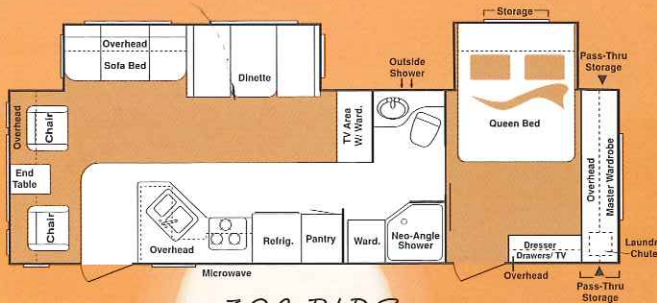 Storage
Overhead
Sofa Bed
Dinette
Outside
Shower
Pass-Thru
Storage
Overhead
Chair
TV Area
W/ Ward.
Queen Bed
Overhead
Master Wardrobe
End
Table
Chair
Overhead
Microwave
Refrig.
Pantry
Ward.
Neo-Angle
Shower
Dresser
Drawers/ TV
Overhead
Laundry
Chute
Pass-Thru
Storage